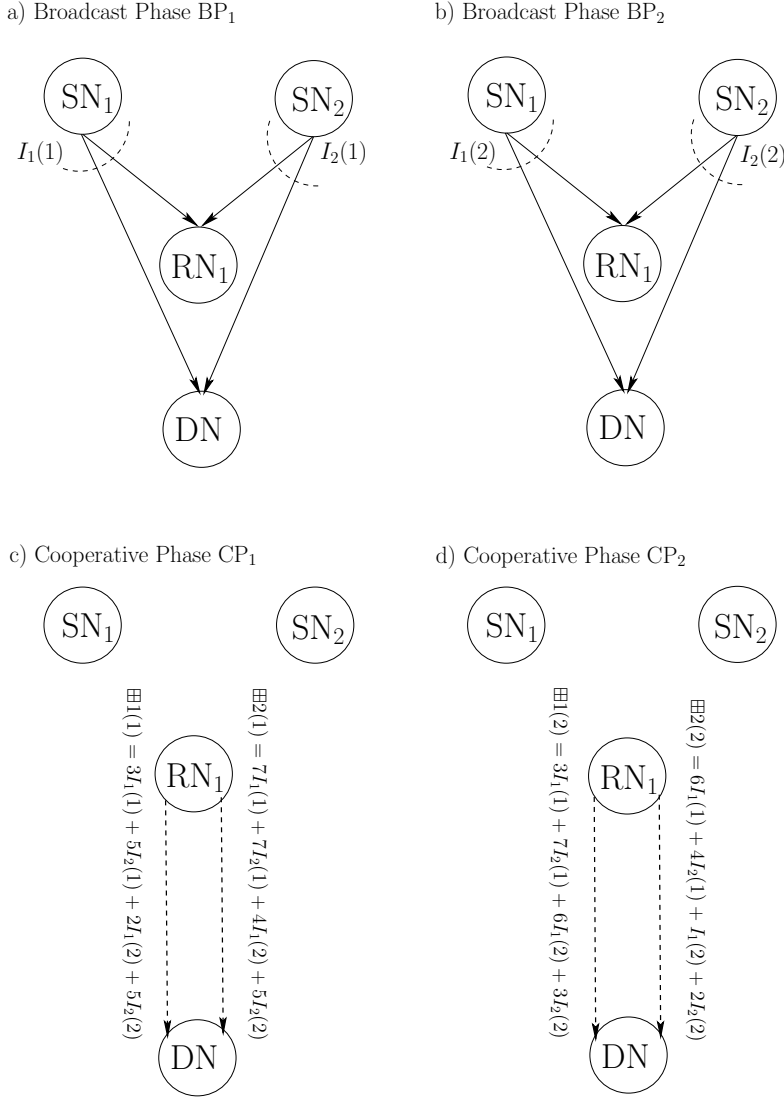 a) Broadcast Phase BP₁
b) Broadcast Phase BP₂
SN₁
SN₂
I₁(1)
I₂(1)
RN₁
DN
SN₁
SN₂
I₁(2)
I₂(2)
RN₁
DN
c) Cooperative Phase CP₁
d) Cooperative Phase CP₂
SN₁
SN₂
⊞1(1) = 3I₁(1) + 5I₂(1) + 2I₁(2) + 5I₂(2)
RN₁
⊞2(1) = 7I₁(1) + 7I₂(1) + 4I₁(2) + 5I₂(2)
DN
SN₁
SN₂
⊞1(2) = 3I₁(1) + 7I₂(1) + 6I₁(2) + 3I₂(2)
RN₁
⊞2(2) = 6I₁(1) + 4I₂(1) + I₁(2) + 2I₂(2)
DN